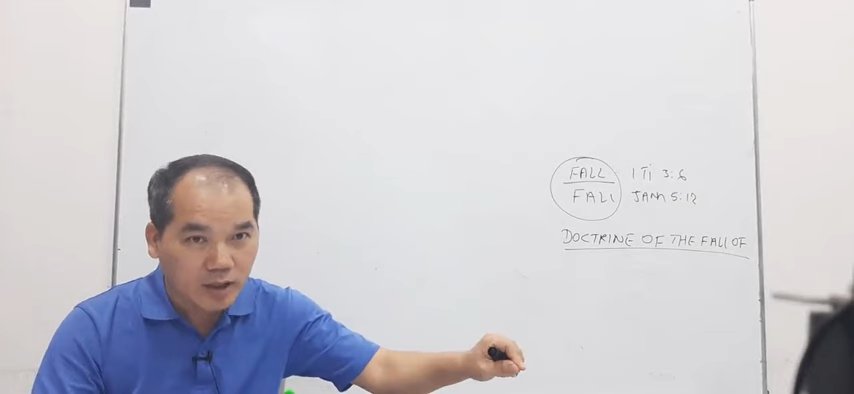 FALL 1 Ti 3:6
FALL JAM 5:12
DOCTRINE OF THE FALL OF